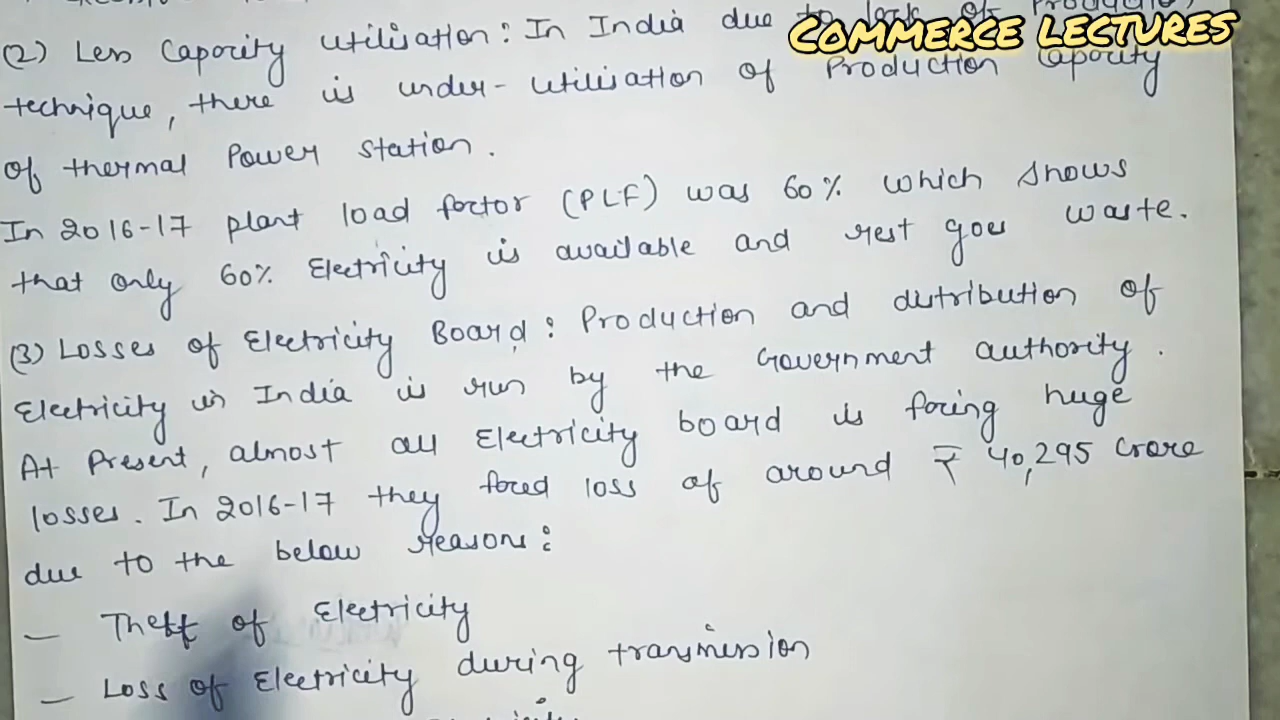 COMMERCE LECTURES
(2) Less Capacity utilisation: In India due to lack of
technique, there is under-utilisation of Production Capacity
of thermal Power station.
In 2016-17 plant load factor (PLF) was 60% which shows
that only 60% Electricity is available and rest goes waste.
(3) Losses of Electricity Board: Production and distribution of
Electricity in India is run by the Government authority.
At Present, almost all Electricity board is facing huge
losses. In 2016-17 they faced loss of around ₹ 40,295 crore
due to the below reasons:
— Theft of Electricity
— Loss of Electricity during transmission